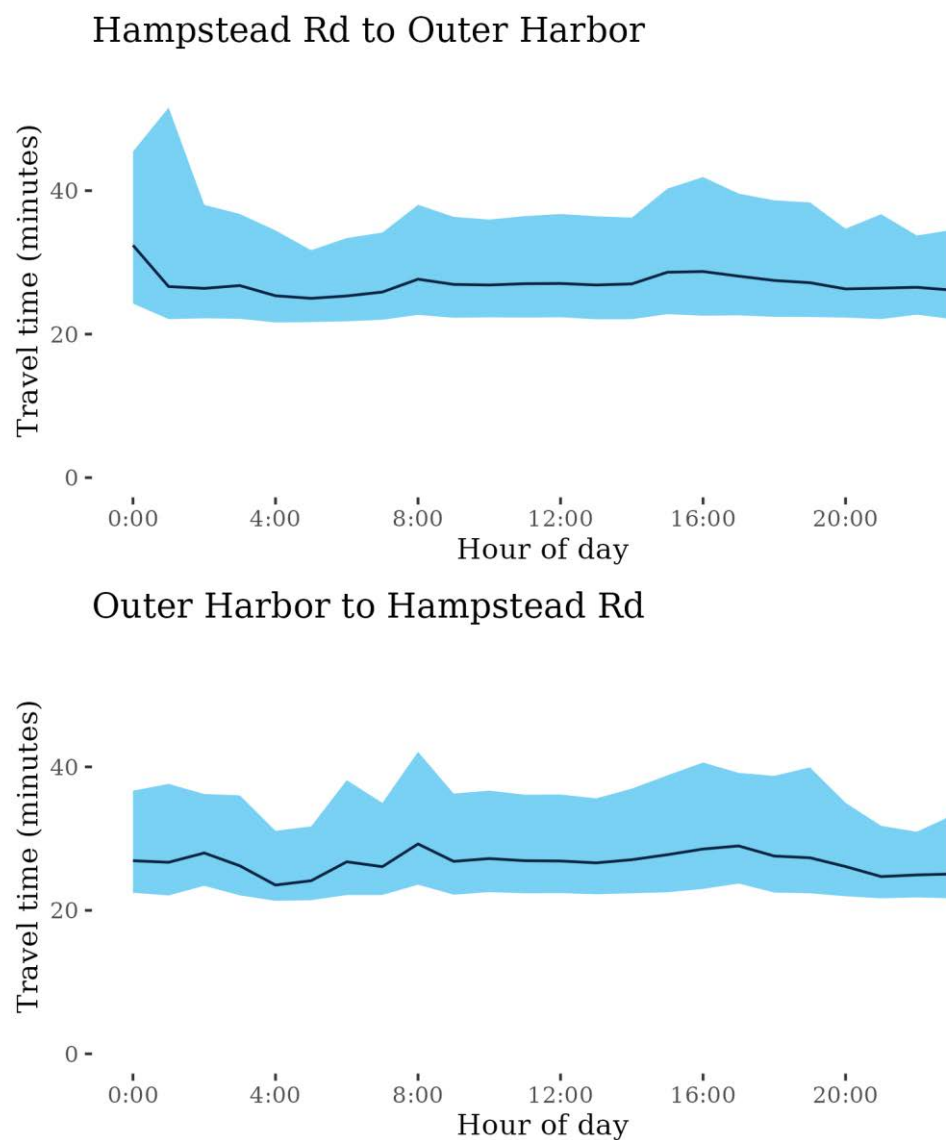 Hampstead Rd to Outer Harbor
Travel time (minutes)
40
20
0
0:00 4:00 8:00 12:00 16:00 20:00
Hour of day
Outer Harbor to Hampstead Rd
Travel time (minutes)
40
20
0
0:00 4:00 8:00 12:00 16:00 20:00
Hour of day